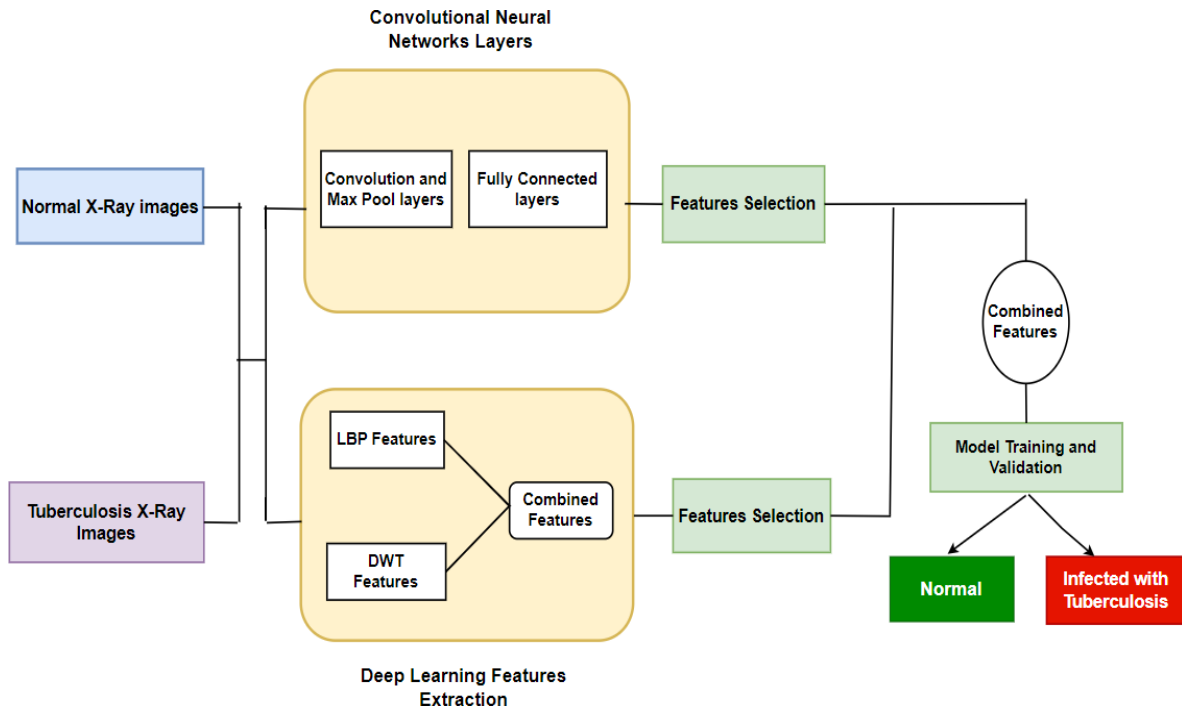 Convolutional Neural
Networks Layers
Normal X-Ray images
Convolution and
Max Pool layers
Fully Connected
layers
Features Selection
Combined
Features
Tuberculosis X-Ray
Images
LBP Features
DWT
Features
Combined
Features
Features Selection
Model Training and
Validation
Normal
Infected with
Tuberculosis
Deep Learning Features
Extraction